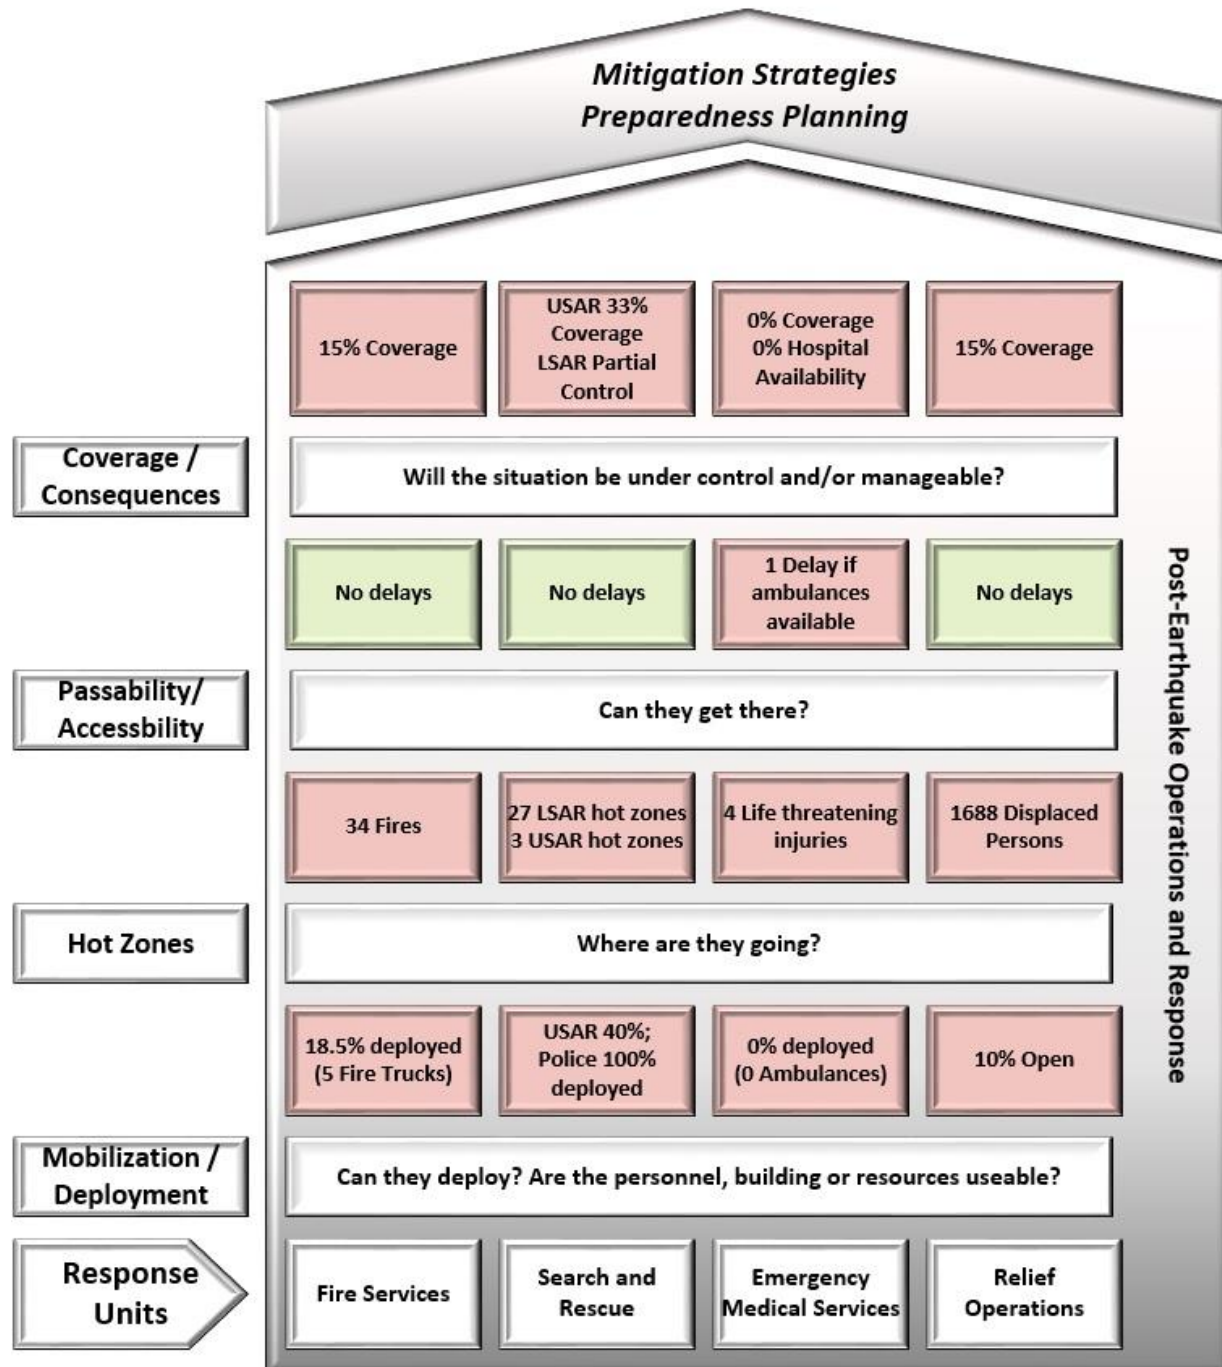 Mitigation Strategies
Preparedness Planning
15% Coverage
USAR 33%
Coverage
LSAR Partial
Control
0% Coverage
0% Hospital
Availability
15% Coverage
Coverage /
Consequences
Will the situation be under control and/or manageable?
No delays
No delays
1 Delay if
ambulances
available
No delays
Passability/
Accessbility
Can they get there?
34 Fires
27 LSAR hot zones
3 USAR hot zones
4 Life threatening
injuries
1688 Displaced
Persons
Hot Zones
Where are they going?
18.5% deployed
(5 Fire Trucks)
USAR 40%;
Police 100%
deployed
0% deployed
(0 Ambulances)
10% Open
Mobilization /
Deployment
Can they deploy? Are the personnel, building or resources useable?
Response
Units
Fire Services
Search and
Rescue
Emergency
Medical Services
Relief
Operations
Post-Earthquake Operations and Response